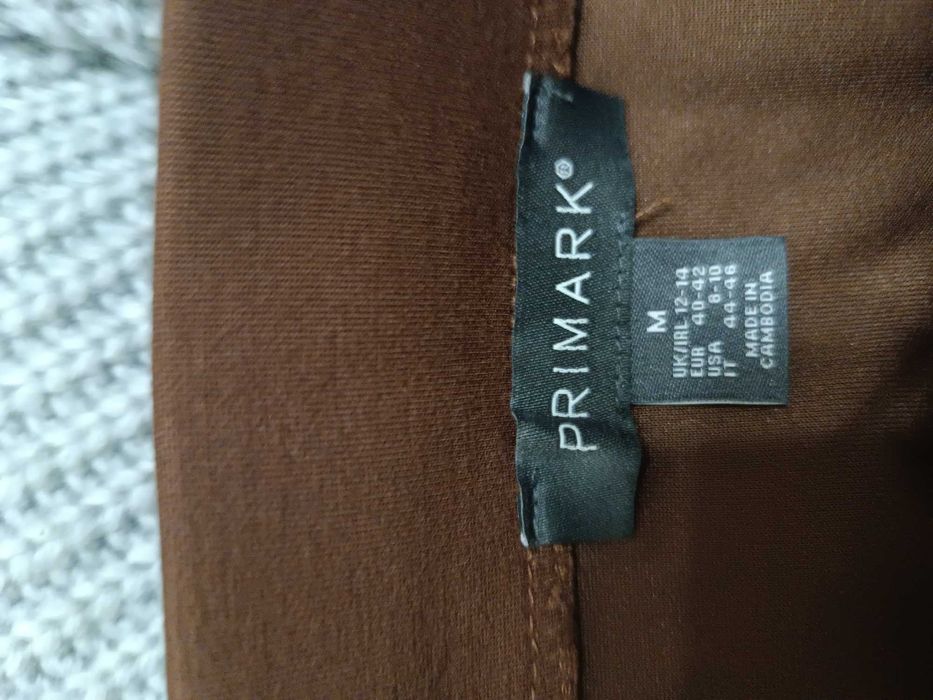 PRIMARK®
M
UK/IRL 12-14
EUR 40-42
USA 8-10
IT 44-46
MADE IN
CAMBODIA